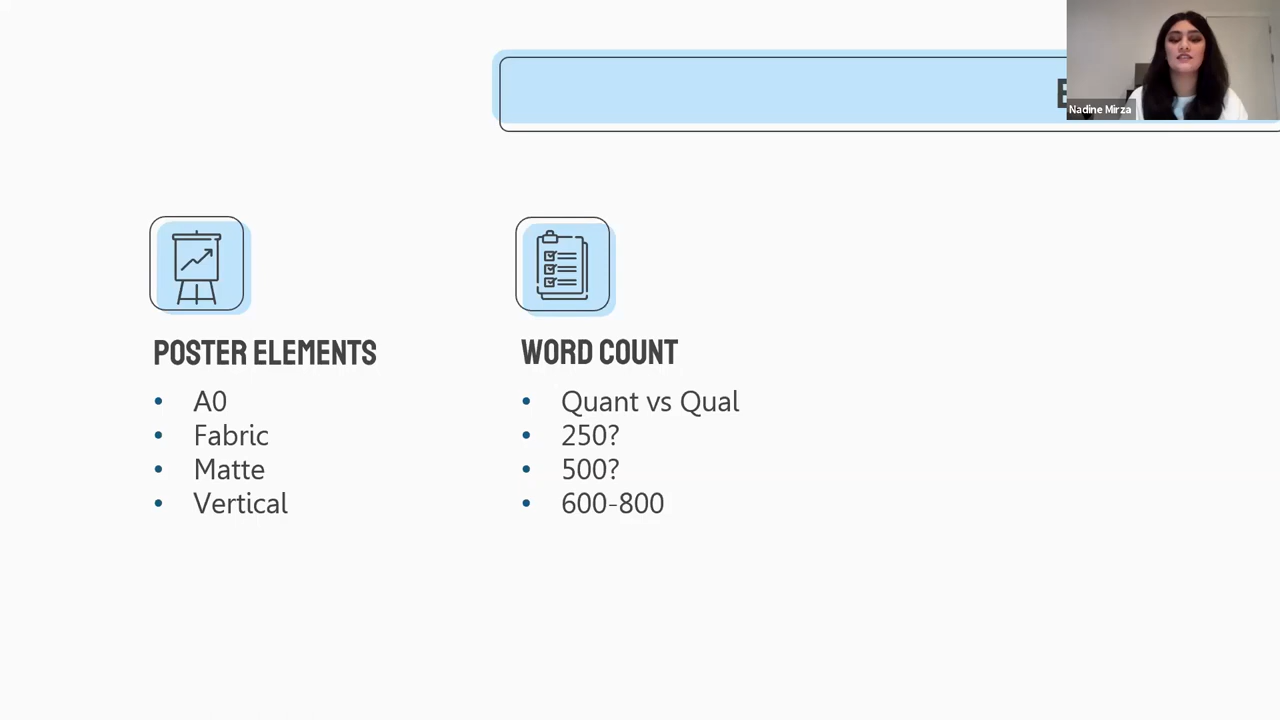 Nadine Mirza
POSTER ELEMENTS
• A0
• Fabric
• Matte
• Vertical
WORD COUNT
• Quant vs Qual
• 250?
• 500?
• 600-800